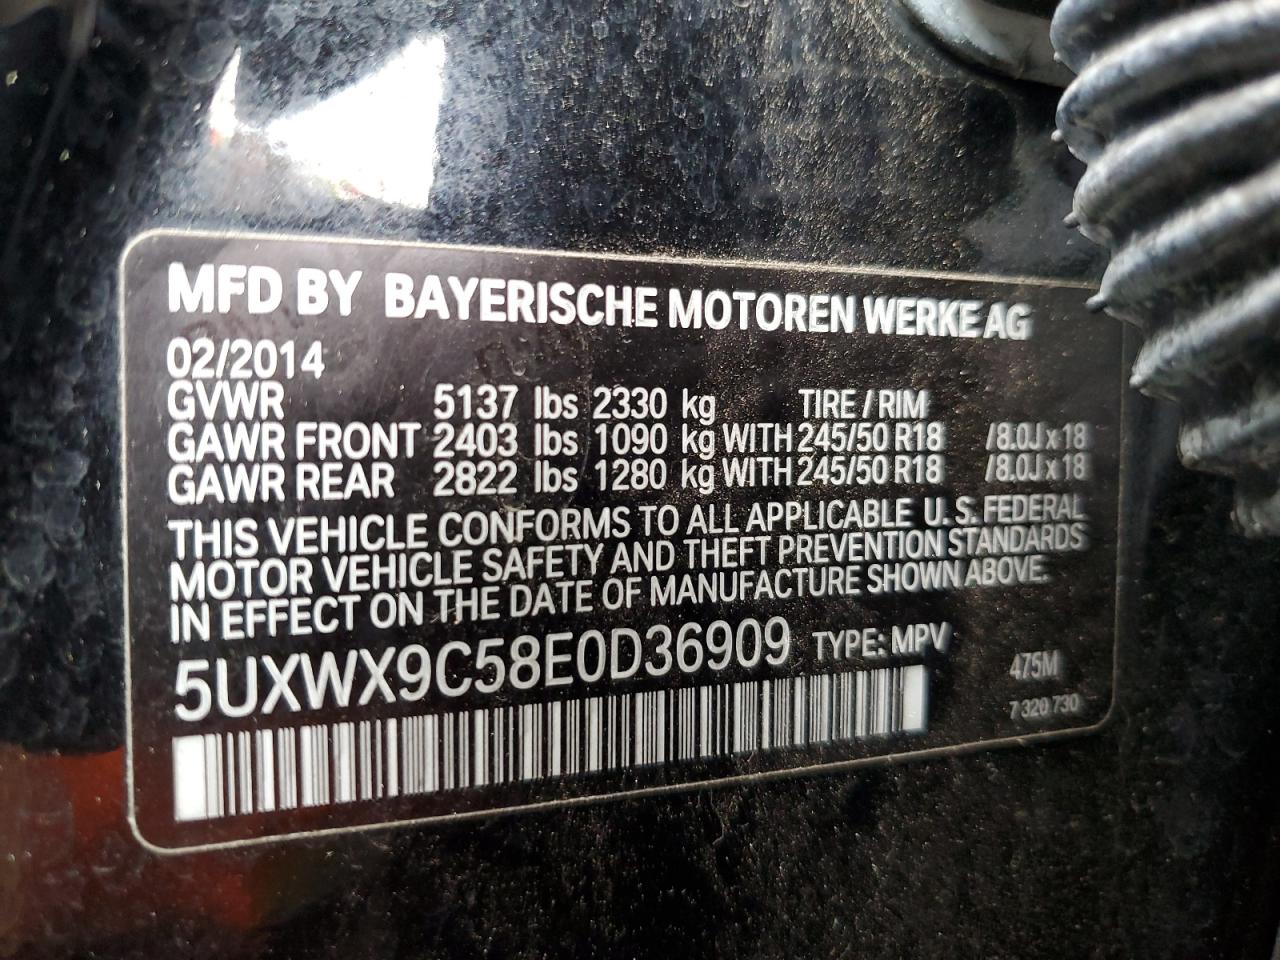 MFD BY BAYERISCHE MOTOREN WERKE AG
02/2014
GVWR 5137 lbs 2330 kg TIRE / RIM
GAWR FRONT 2403 lbs 1090 kg WITH 245/50 R18 /8.0J x 18
GAWR REAR 2822 lbs 1280 kg WITH 245/50 R18 /8.0J x 18
THIS VEHICLE CONFORMS TO ALL APPLICABLE U.S. FEDERAL
MOTOR VEHICLE SAFETY AND THEFT PREVENTION STANDARDS
IN EFFECT ON THE DATE OF MANUFACTURE SHOWN ABOVE.
5UXWX9C58E0D36909 TYPE: MPV
475M
7 320 730